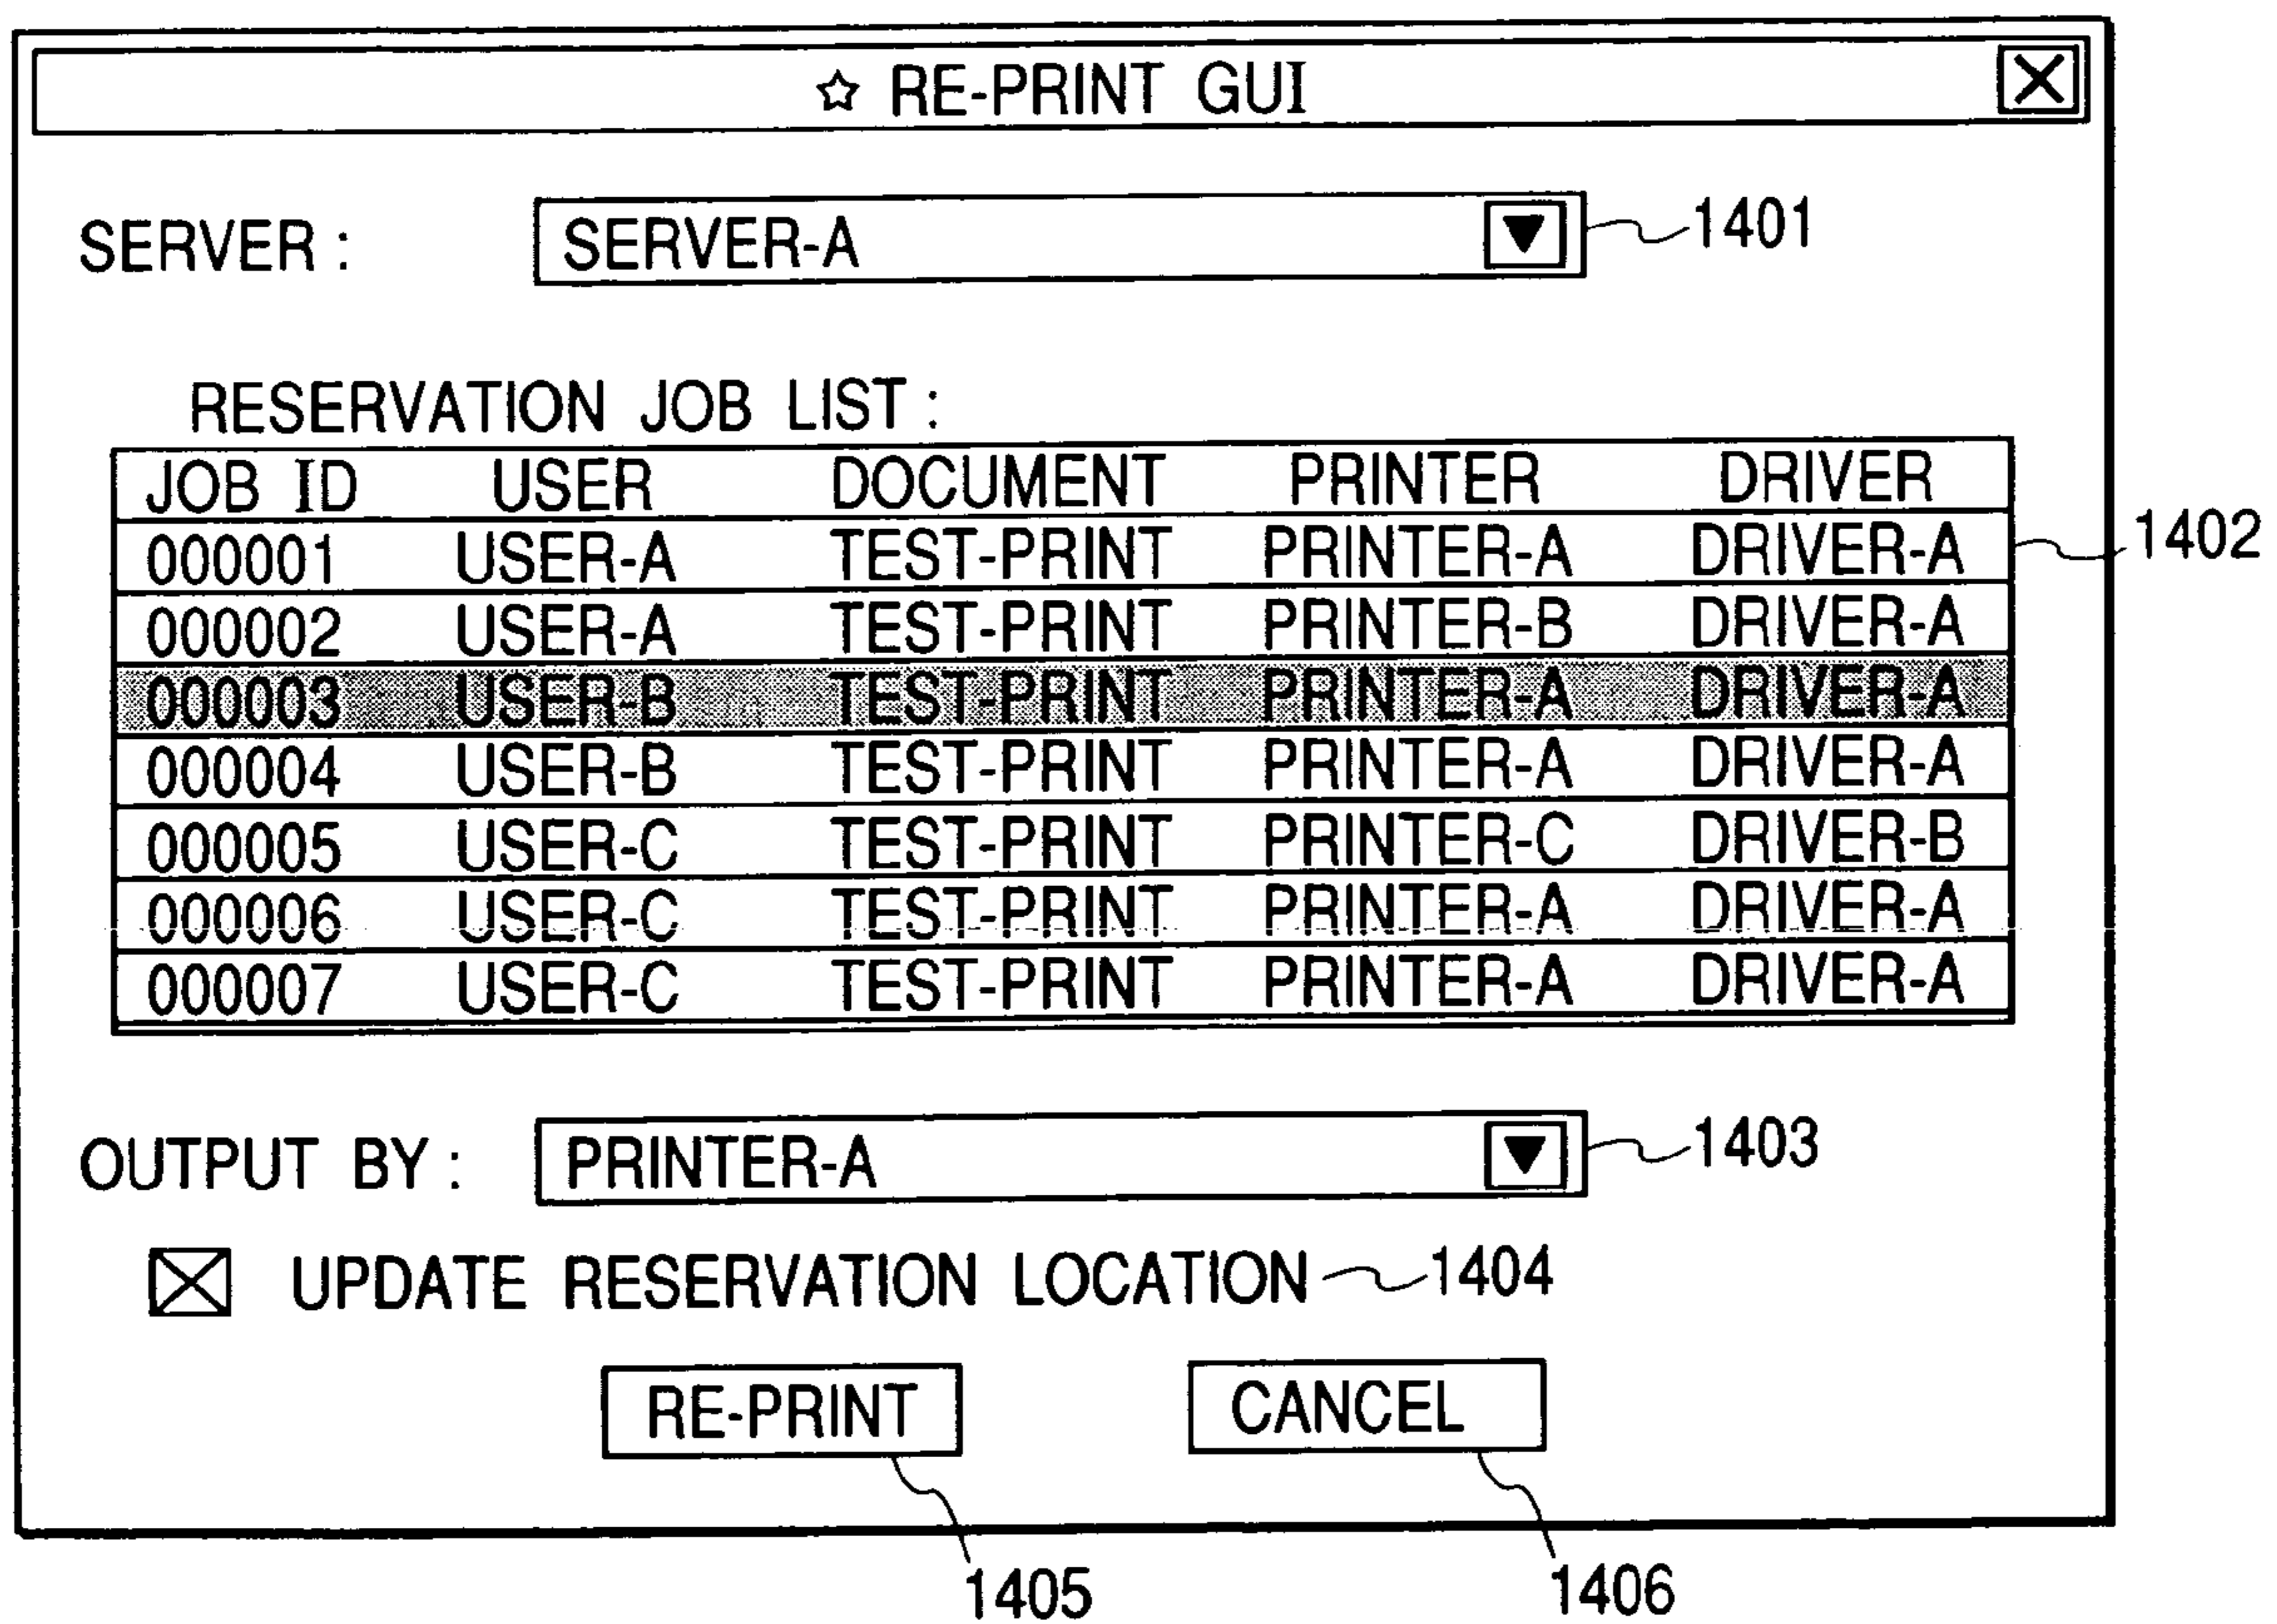 ☆ RE-PRINT GUI
SERVER : SERVER-A 1401
RESERVATION JOB LIST :
JOB ID USER DOCUMENT PRINTER DRIVER
000001 USER-A TEST-PRINT PRINTER-A DRIVER-A 1402
000002 USER-A TEST-PRINT PRINTER-B DRIVER-A
000003 USER-B TEST-PRINT PRINTER-A DRIVER-A
000004 USER-B TEST-PRINT PRINTER-A DRIVER-A
000005 USER-C TEST-PRINT PRINTER-C DRIVER-B
000006 USER-C TEST-PRINT PRINTER-A DRIVER-A
000007 USER-C TEST-PRINT PRINTER-A DRIVER-A
OUTPUT BY : PRINTER-A 1403
UPDATE RESERVATION LOCATION 1404
RE-PRINT CANCEL
1405 1406